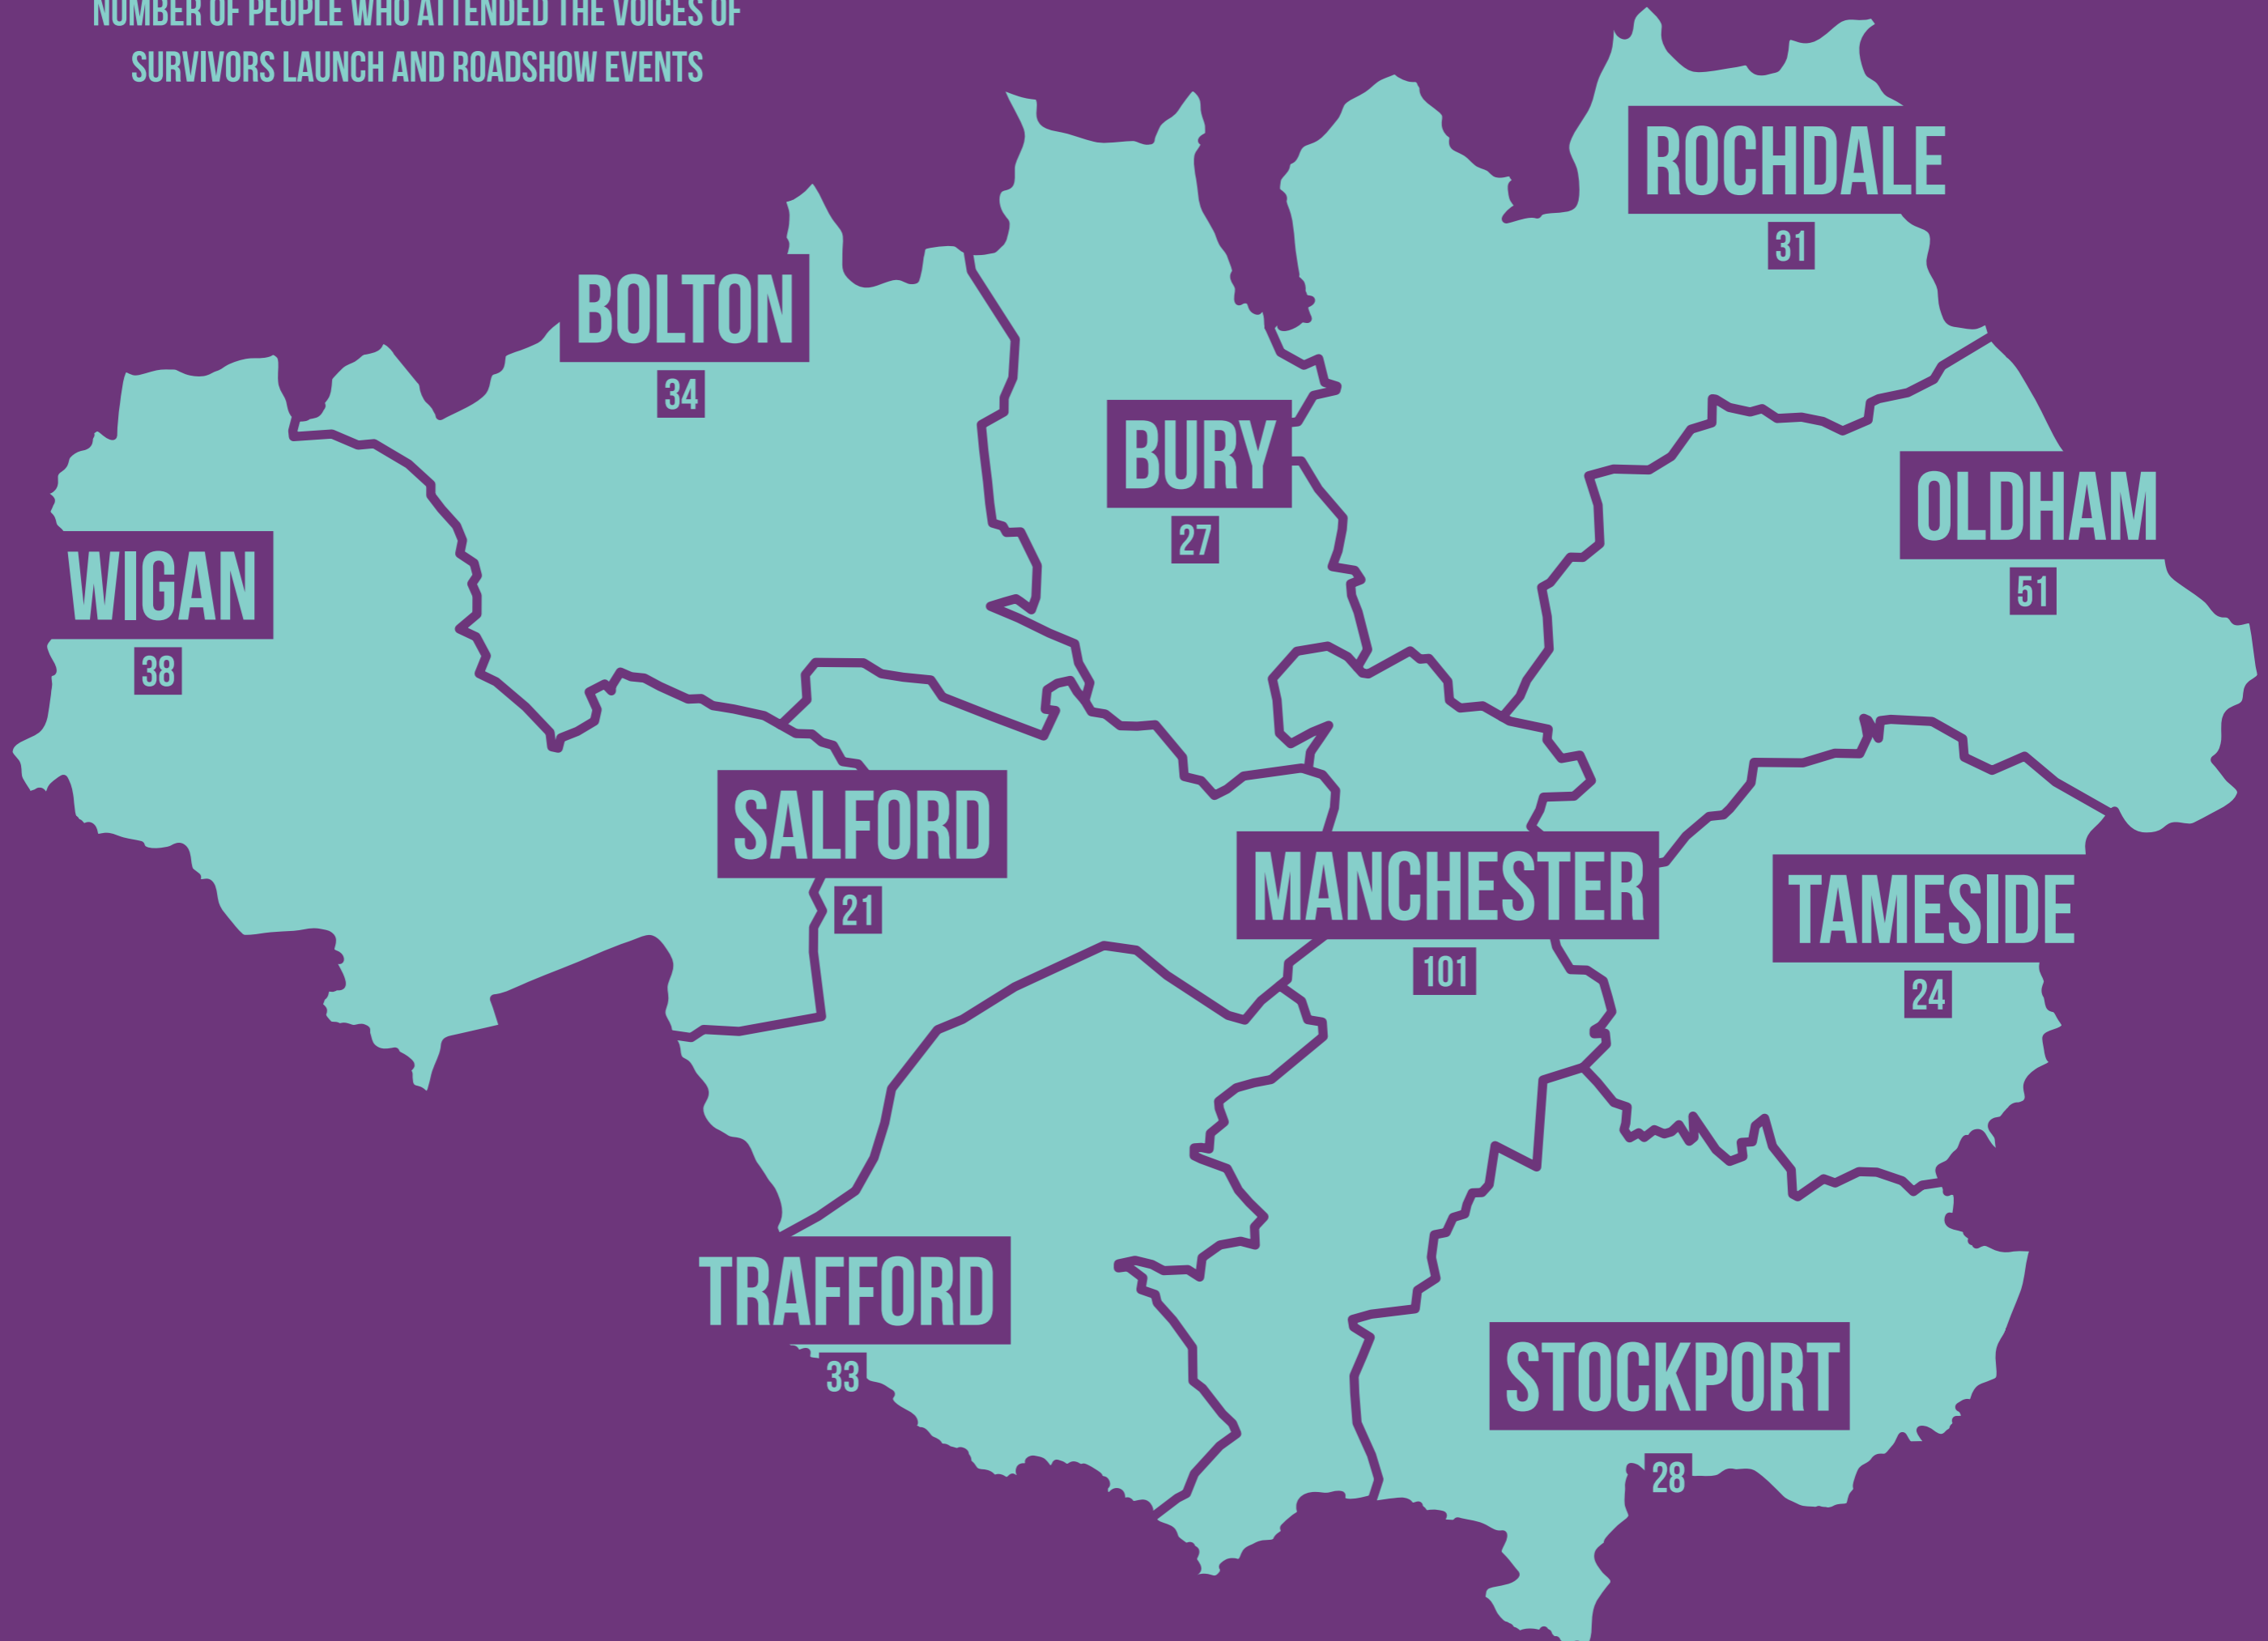 NUMBER OF PEOPLE WHO ATTENDED THE VOICES OF
SURVIVORS LAUNCH AND ROADSHOW EVENTS
ROCHDALE
31
BOLTON
34
BURY
27
OLDHAM
51
WIGAN
38
SALFORD
21
MANCHESTER
101
TAMESIDE
24
TRAFFORD
33
STOCKPORT
28